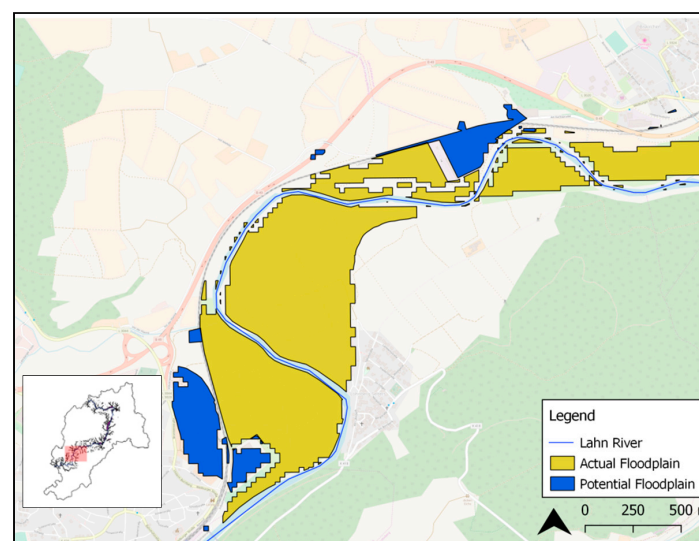 Legend
Lahn River
Actual Floodplain
Potential Floodplain
0 250 500